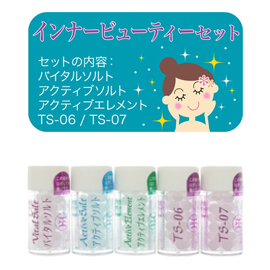 インナービューティーセット
セットの内容:
バイタルソルト
アクティブソルト
アクティブエレメント
TS-06 / TS-07
Vital Salt
バイタルソルト
Active Salt
アクティブソルト
Active Element
アクティブエレメント
TS-06
TS-07